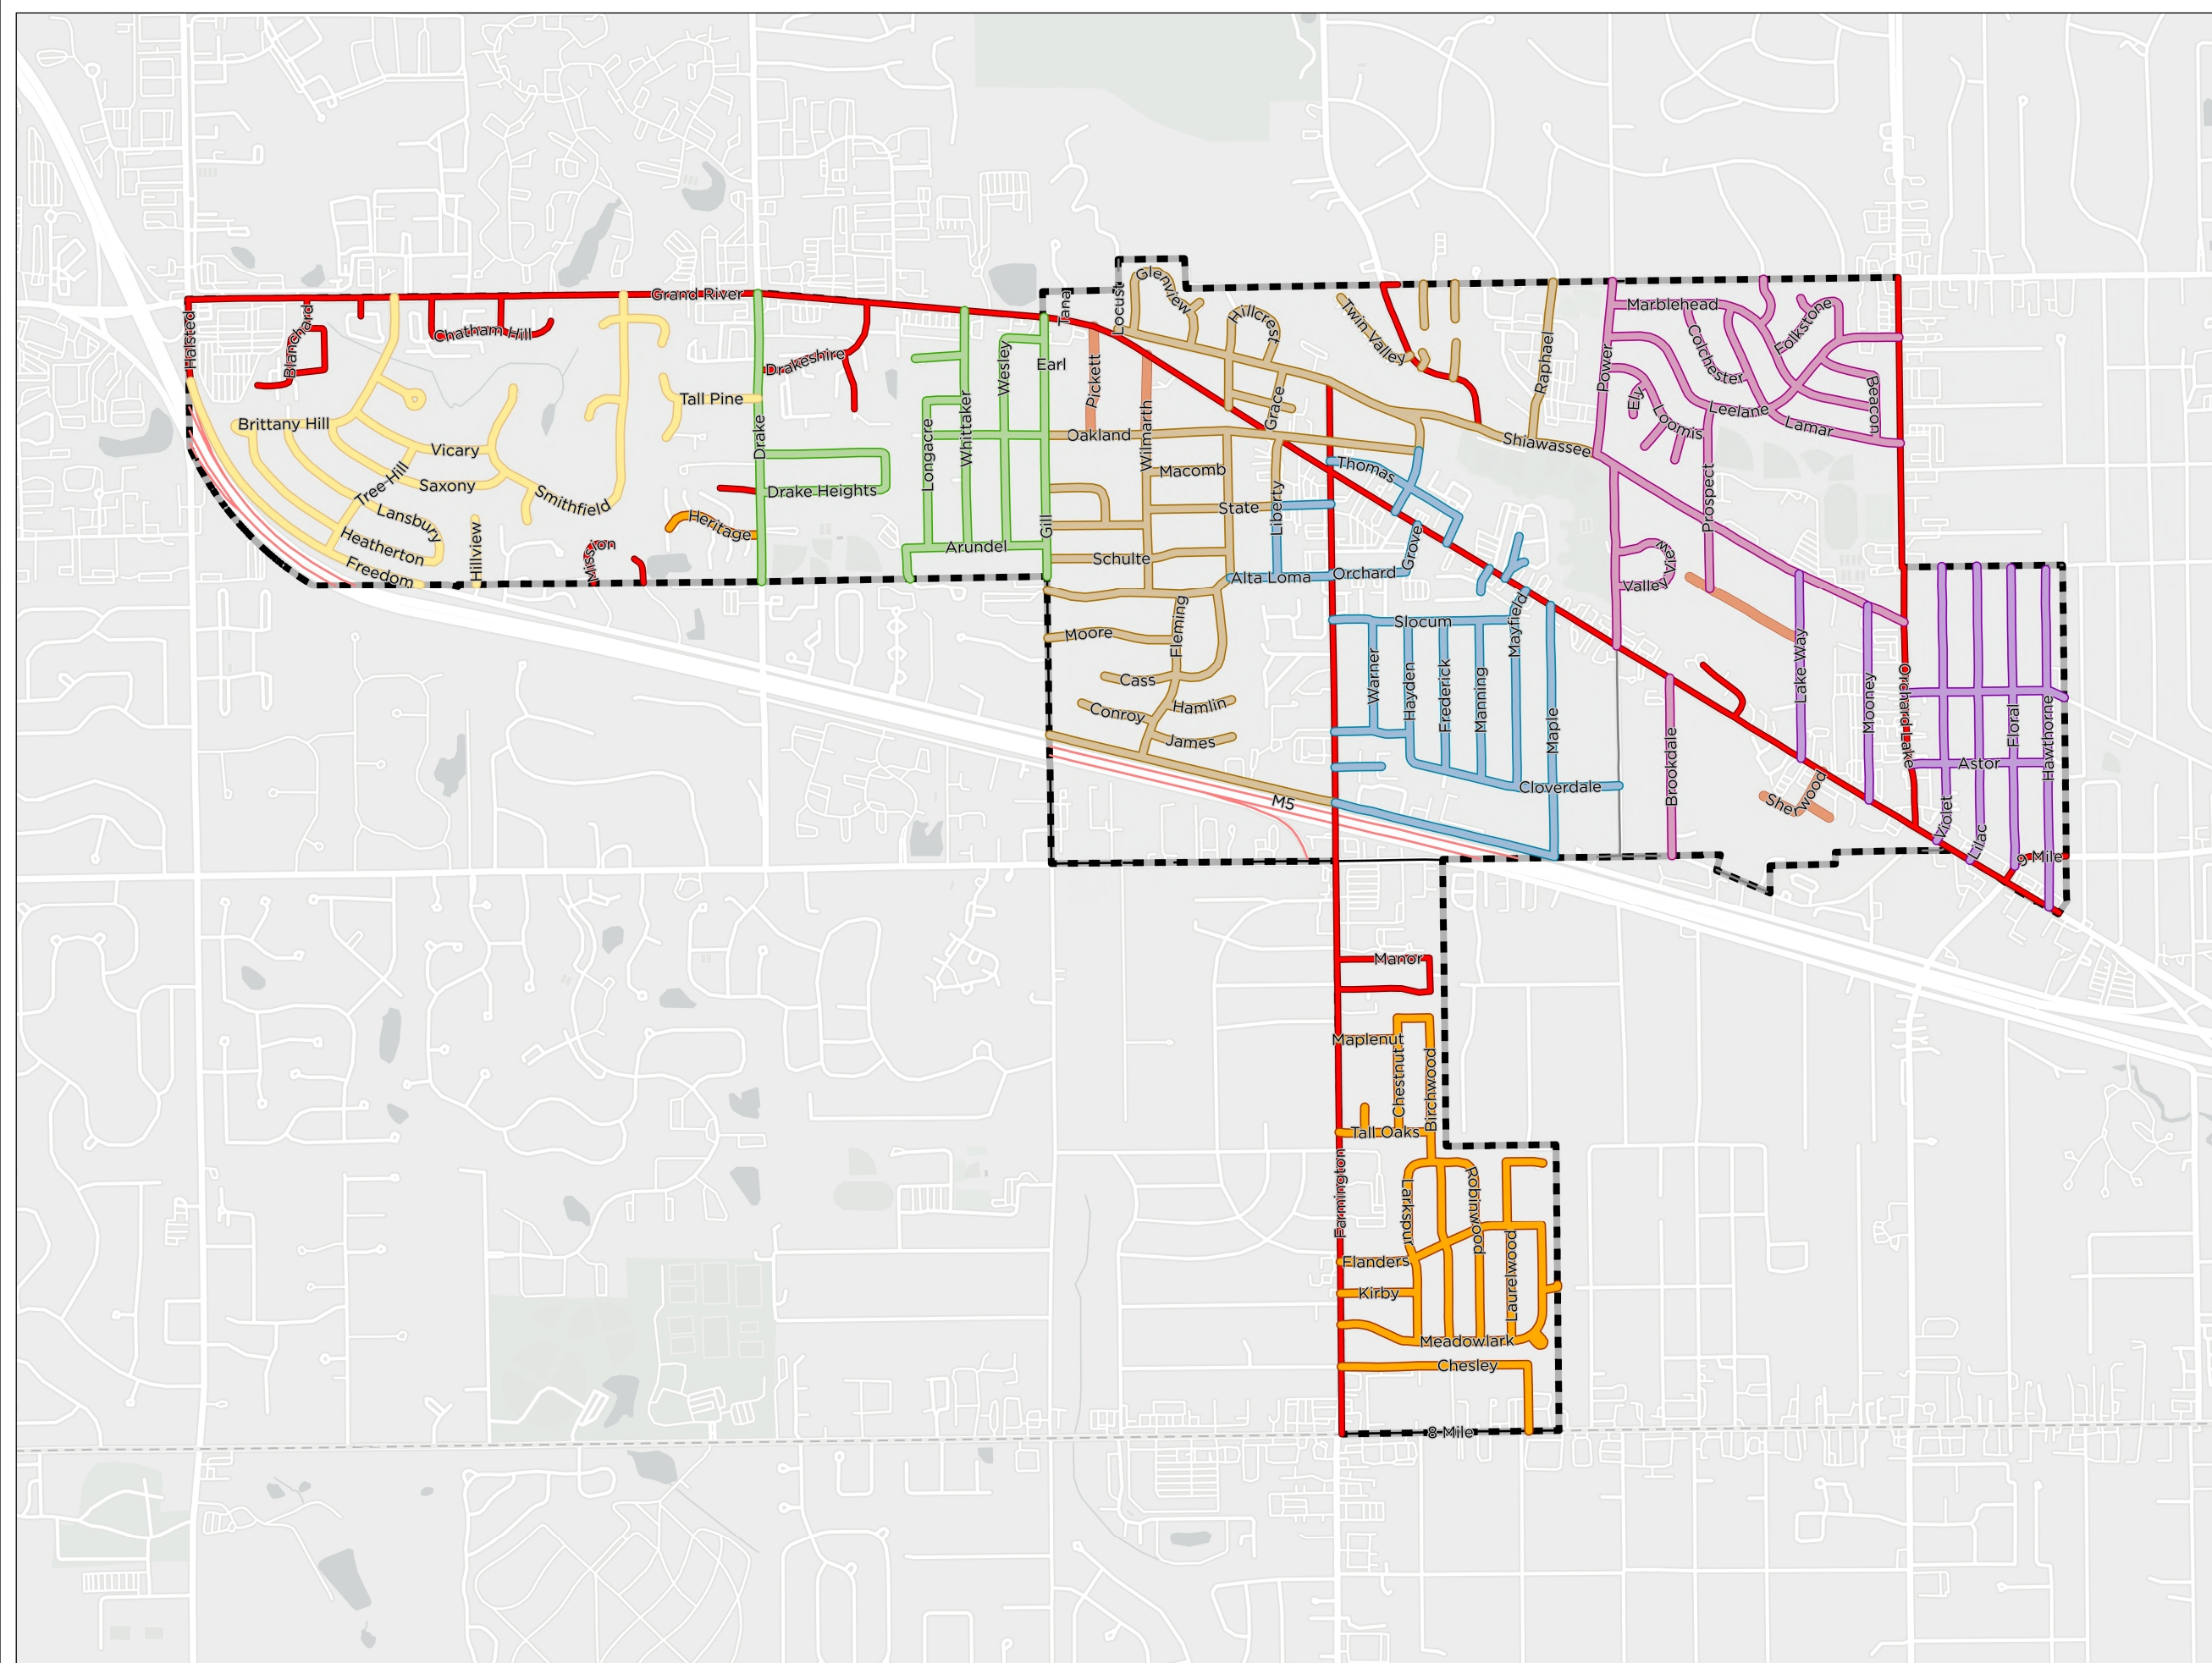 Glenview
Locust
Tana
Grand River
Halsted
Blanchard
Chatham Hill
Hillcrest
Twin Valley
Marblehead
Folkstone
Colchester
Raphael
Power
Drakeshire
Earl
Wesley
Pickett
Tall Pine
Ely
Loomis
Leelane
Beacon
Lamar
Grace
Brittany Hill
Vicary
Drake
Longacre
Whittaker
Oakland
Wilmarth
Shiawassee
Thomas
Macomb
Tree Hill
Saxony
Smithfield
Drake Heights
Prospect
State
Liberty
Lansbury
Heritage
Gill
Heatherton
Hillview
Mission
Arundel
Schulte
Grove
Valley View
Freedom
Alta Loma
Orchard
Valley
Moore
Fleming
Slocum
Mayfield
Lake Way
Cass
Warner
Hayden
Frederick
Manning
Maple
Mooney
Orchard Lake
Floral
Hawthorne
Conroy
Hamlin
James
Brookdale
Astor
Cloverdale
Sherwood
M5
Violet
Lilac
9 Mile
Manor
Maplenut
Chestnut
Birchwood
Tall Oaks
Farmington
Larkspur
Robinwood
Flanders
Laurelwood
Kirby
Meadowlark
Chesley
8 Mile